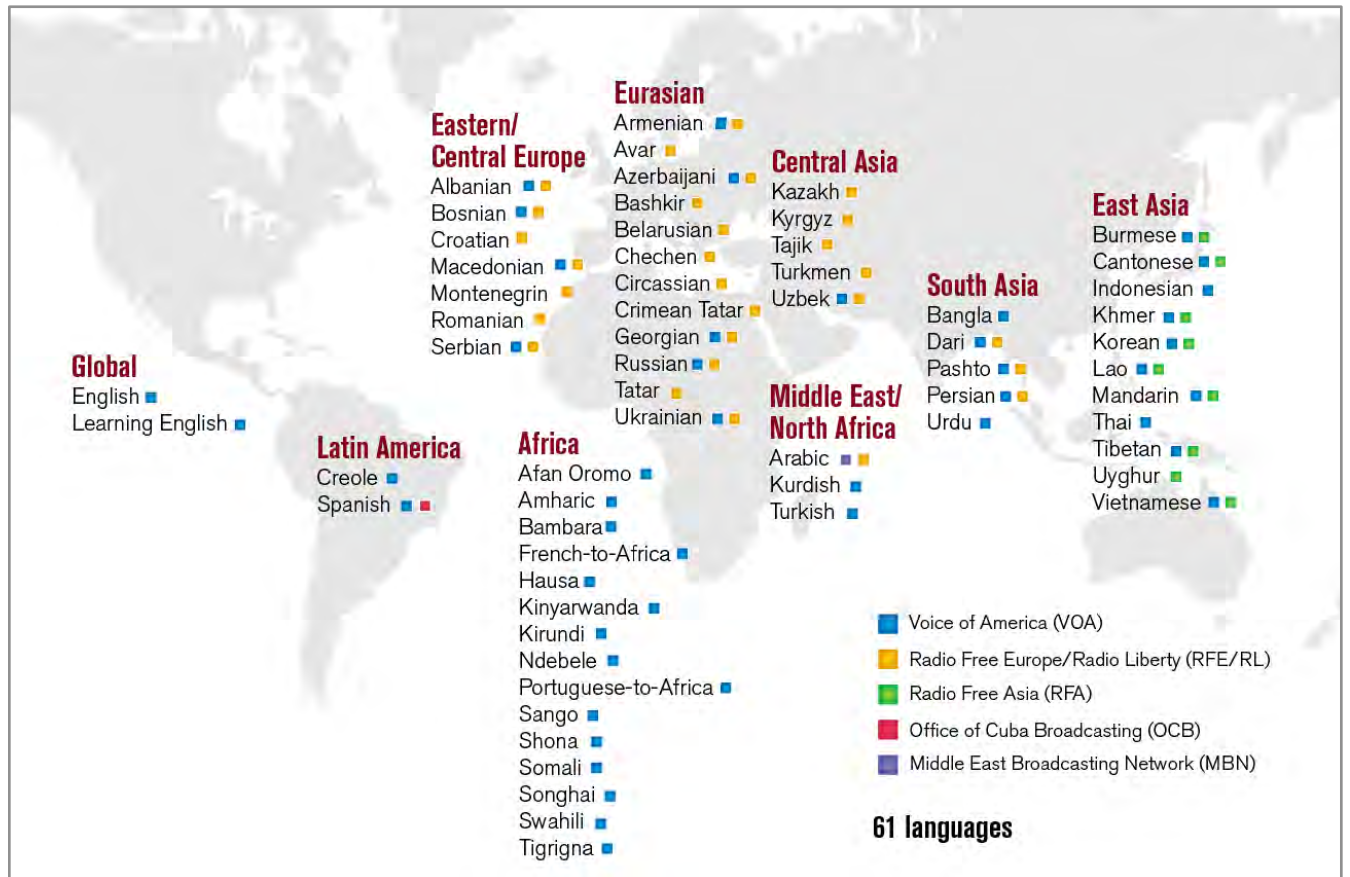 Global
English
Learning English
Latin America
Creole
Spanish
Eastern/
Central Europe
Albanian
Bosnian
Croatian
Macedonian
Montenegrin
Romanian
Serbian
Eurasian
Armenian
Avar
Azerbaijani
Bashkir
Belarusian
Chechen
Circassian
Crimean Tatar
Georgian
Russian
Tatar
Ukrainian
Africa
Afan Oromo
Amharic
Bambara
French-to-Africa
Hausa
Kinyarwanda
Kirundi
Ndebele
Portuguese-to-Africa
Sango
Shona
Somali
Songhai
Swahili
Tigrigna
Central Asia
Kazakh
Kyrgyz
Tajik
Turkmen
Uzbek
Middle East/
North Africa
Arabic
Kurdish
Turkish
South Asia
Bangla
Dari
Pashto
Persian
Urdu
East Asia
Burmese
Cantonese
Indonesian
Khmer
Korean
Lao
Mandarin
Thai
Tibetan
Uyghur
Vietnamese
Voice of America (VOA)
Radio Free Europe/Radio Liberty (RFE/RL)
Radio Free Asia (RFA)
Office of Cuba Broadcasting (OCB)
Middle East Broadcasting Network (MBN)
61 languages